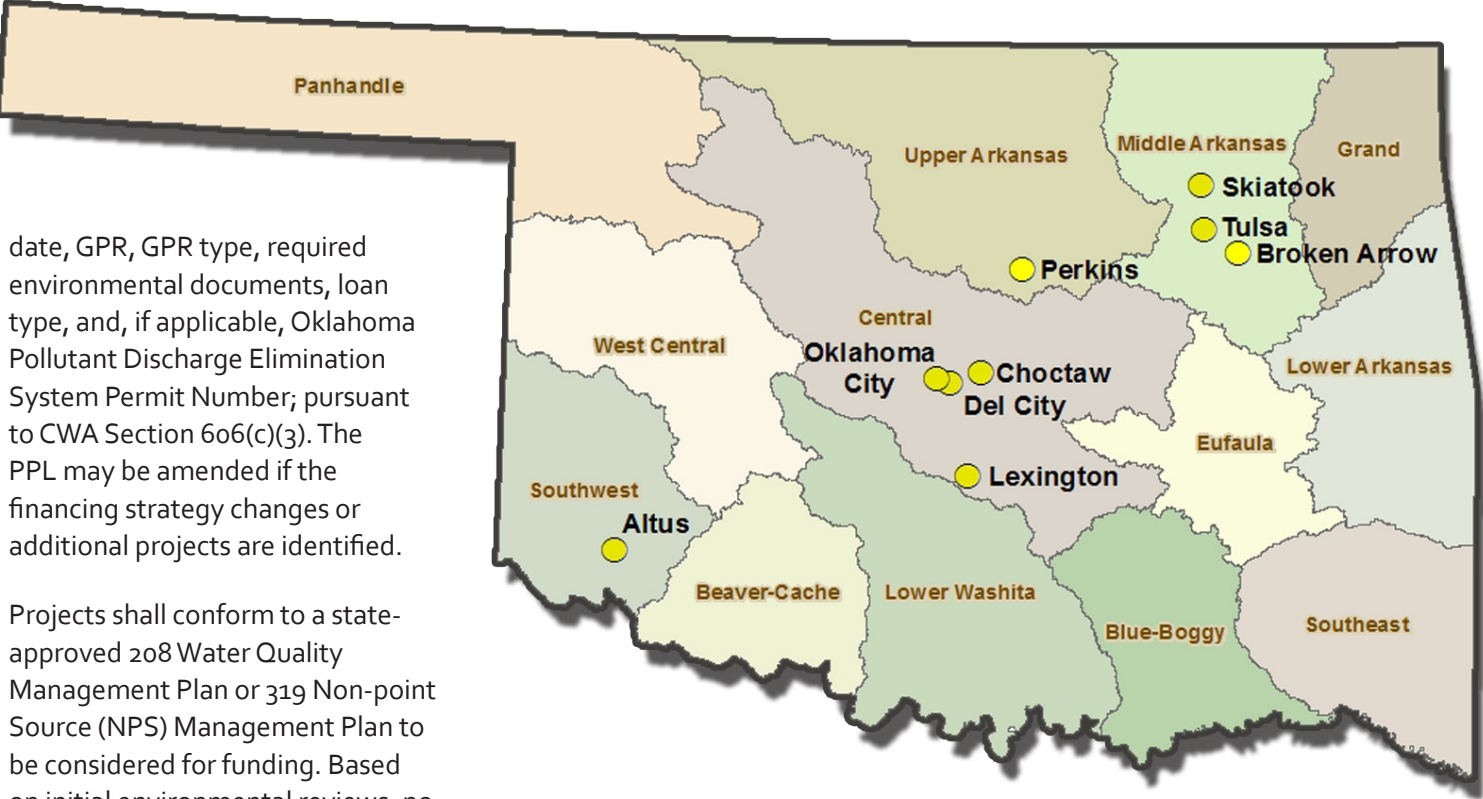 Panhandle
Upper Arkansas
Middle Arkansas
Grand
Skiatook
Tulsa
Broken Arrow
Perkins
Central
West Central
Oklahoma
City
Choctaw
Del City
Lower Arkansas
Eufaula
Lexington
Southwest
Altus
Beaver-Cache
Lower Washita
Blue-Boggy
Southeast
date, GPR, GPR type, required
environmental documents, loan
type, and, if applicable, Oklahoma
Pollutant Discharge Elimination
System Permit Number; pursuant
to CWA Section 606(c)(3). The
PPL may be amended if the
financing strategy changes or
additional projects are identified.
Projects shall conform to a state-
approved 208 Water Quality
Management Plan or 319 Non-point
Source (NPS) Management Plan to
be considered for funding. Based
on initial environmental reviews, no